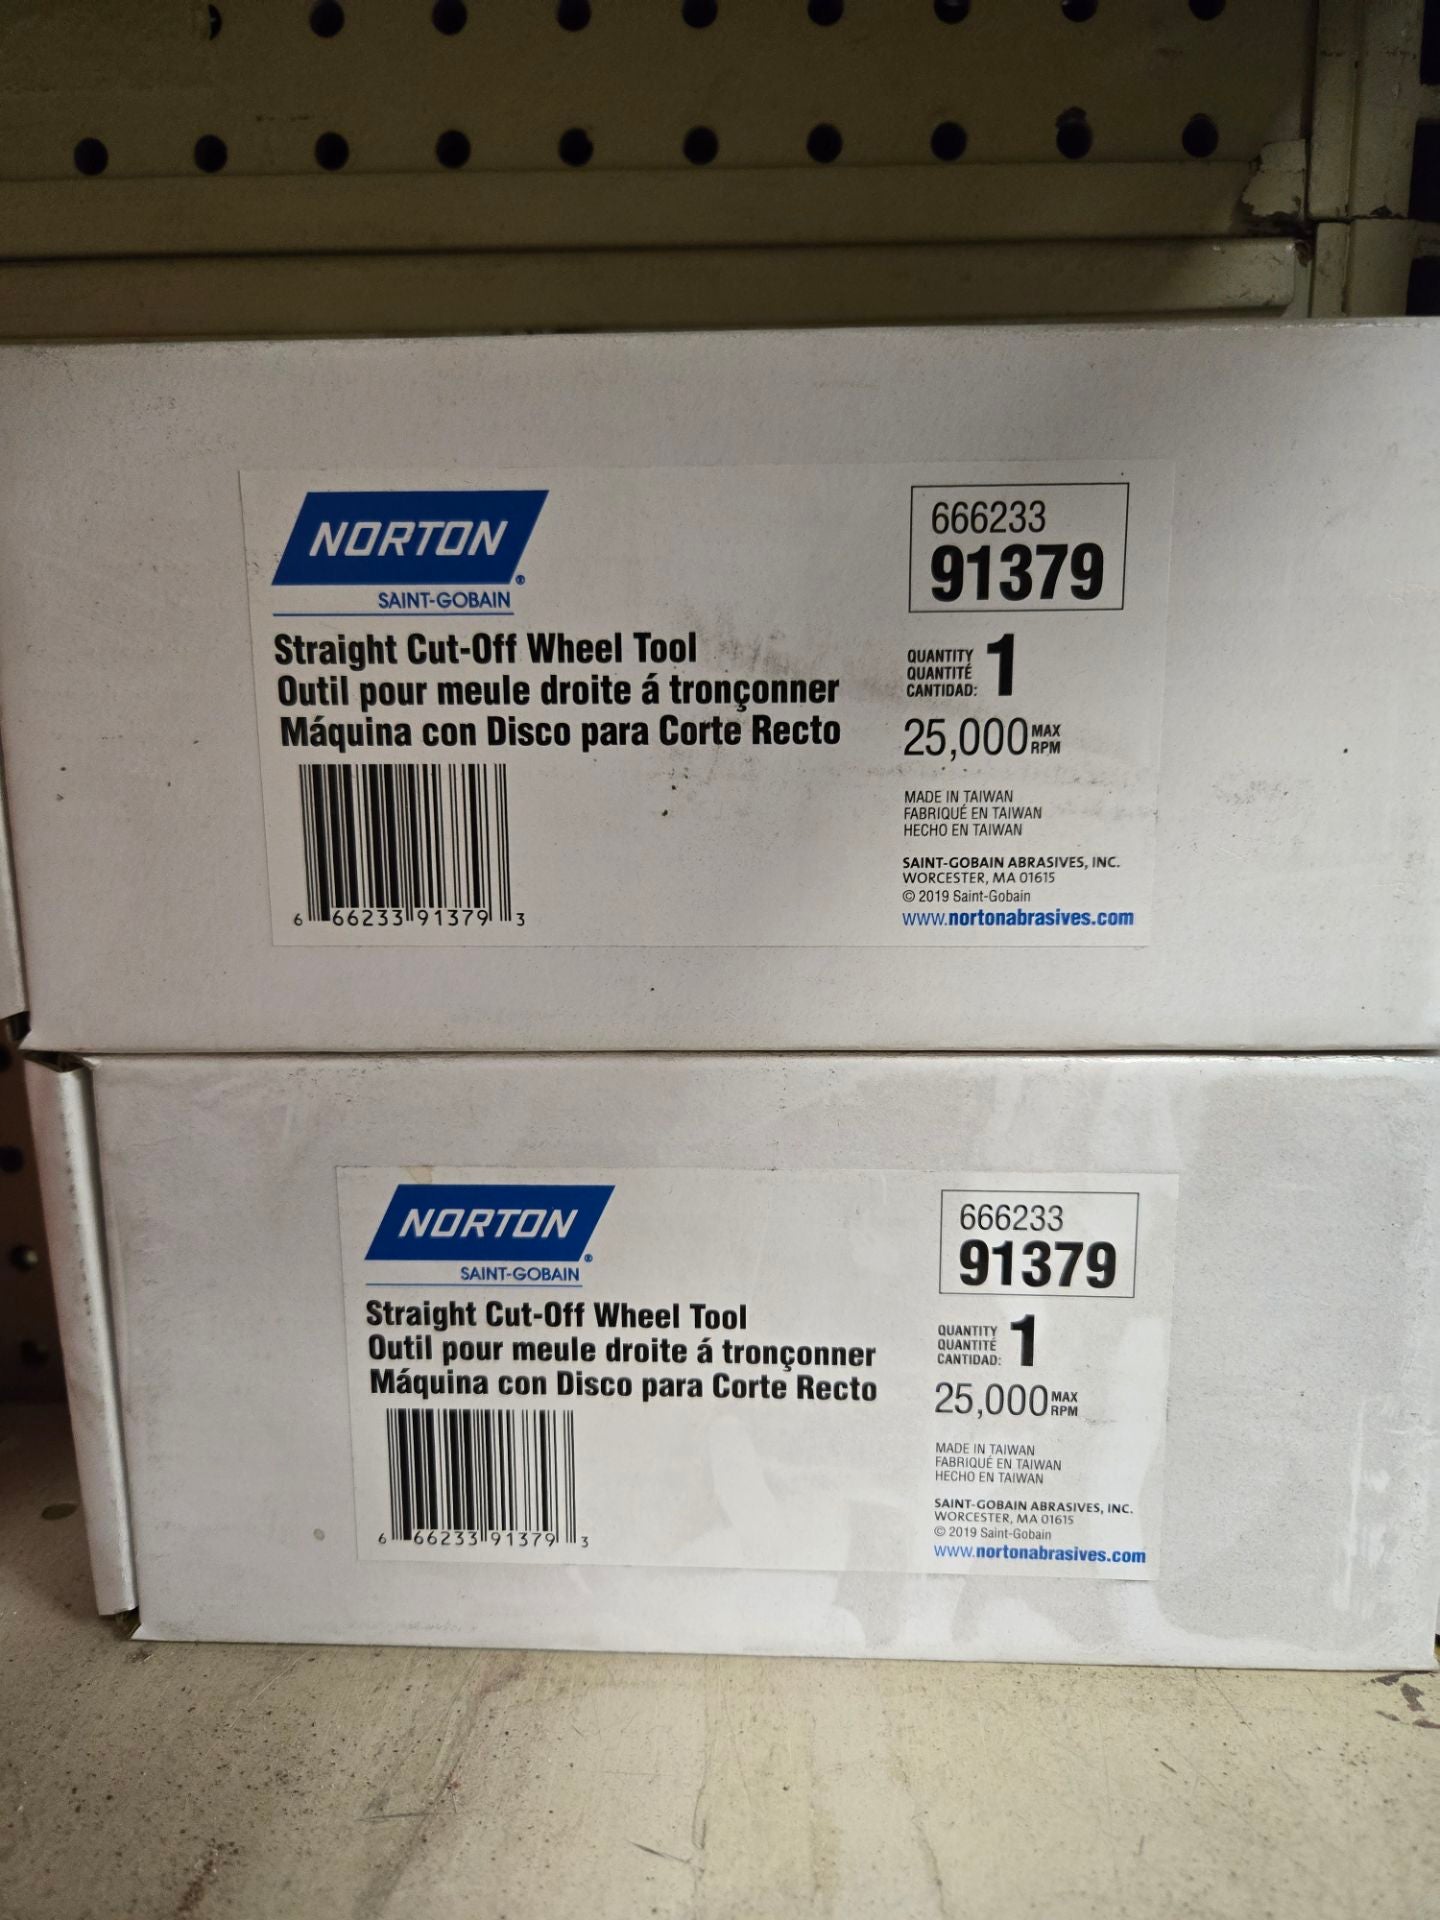 NORTON®
SAINT-GOBAIN
Straight Cut-Off Wheel Tool
Outil pour meule droite á tronçonner
Máquina con Disco para Corte Recto
6 66233 91379 3
666233
91379
QUANTITY
QUANTITÉ
CANTIDAD: 1
25,000 MAX RPM
MADE IN TAIWAN
FABRIQUÉ EN TAIWAN
HECHO EN TAIWAN
SAINT-GOBAIN ABRASIVES, INC.
WORCESTER, MA 01615
© 2019 Saint-Gobain
www.nortonabrasives.com
NORTON®
SAINT-GOBAIN
Straight Cut-Off Wheel Tool
Outil pour meule droite á tronçonner
Máquina con Disco para Corte Recto
6 66233 91379 3
666233
91379
QUANTITY
QUANTITÉ
CANTIDAD: 1
25,000 MAX RPM
MADE IN TAIWAN
FABRIQUÉ EN TAIWAN
HECHO EN TAIWAN
SAINT-GOBAIN ABRASIVES, INC.
WORCESTER, MA 01615
© 2019 Saint-Gobain
www.nortonabrasives.com